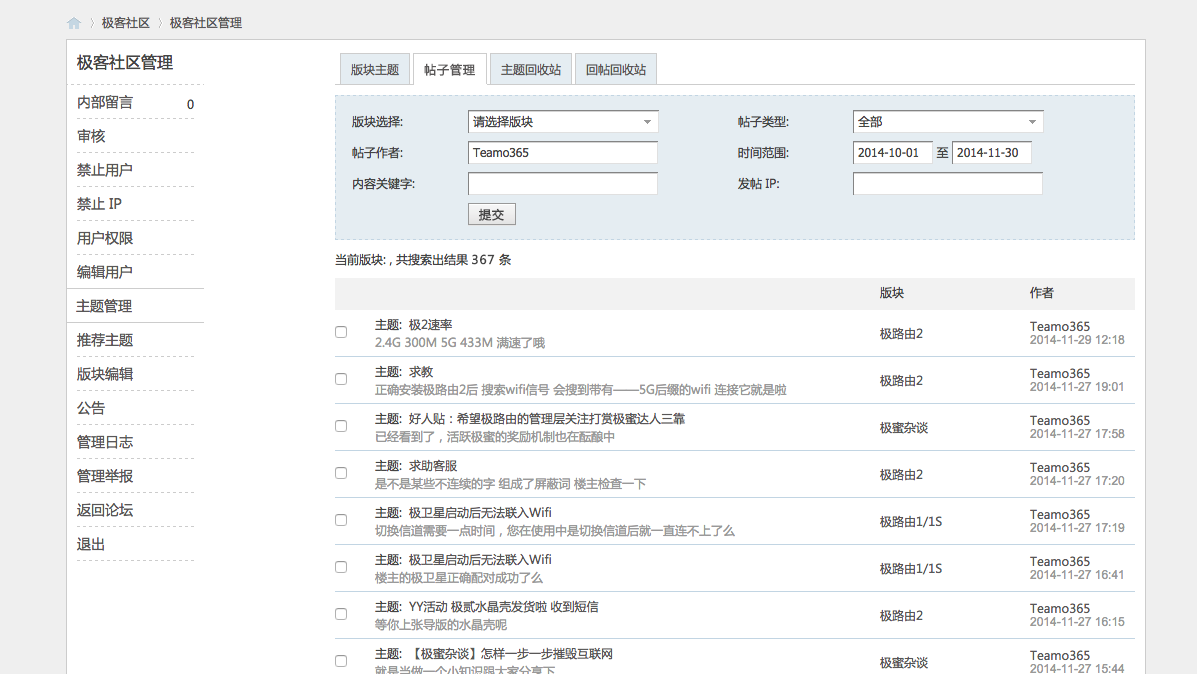 极客社区 〉 极客社区管理
极客社区管理
内部留言 0
审核
禁止用户
禁止 IP
用户权限
编辑用户
主题管理
推荐主题
版块编辑
公告
管理日志
管理举报
返回论坛
退出
版块主题 帖子管理 主题回收站 回帖回收站
版块选择: 请选择版块 帖子类型: 全部
帖子作者: Teamo365 时间范围: 2014-10-01 至 2014-11-30
内容关键字: 发帖 IP:
提交
当前版块: , 共搜索出结果 367 条
版块 作者
主题: 极2速率
2.4G 300M 5G 433M 满速了哦
极路由2
Teamo365
2014-11-29 12:18
主题: 求教
正确安装极路由2后 搜索wifi信号 会搜到带有——5G后缀的wifi 连接它就是啦
极路由2
Teamo365
2014-11-27 19:01
主题: 好人贴：希望极路由的管理层关注打赏极蜜达人三靠
已经看到了，活跃极蜜的奖励机制也在酝酿中
极蜜杂谈
Teamo365
2014-11-27 17:58
主题: 求助客服
是不是某些不连续的字 组成了屏蔽词 楼主检查一下
极路由2
Teamo365
2014-11-27 17:20
主题: 极卫星启动后无法联入Wifi
切换信道需要一点时间，您在使用中是切换信道后就一直连不上了么
极路由1/1S
Teamo365
2014-11-27 17:19
主题: 极卫星启动后无法联入Wifi
楼主的极卫星正确配对成功了么
极路由1/1S
Teamo365
2014-11-27 16:41
主题: YY活动 极贰水晶壳发货啦 收到短信
等你上张导版的水晶壳呢
极路由2
Teamo365
2014-11-27 16:15
主题: 【极蜜杂谈】怎样一步一步摧毁互联网
就是当做一个小知识跟大家分享下
极蜜杂谈
Teamo365
2014-11-27 15:44